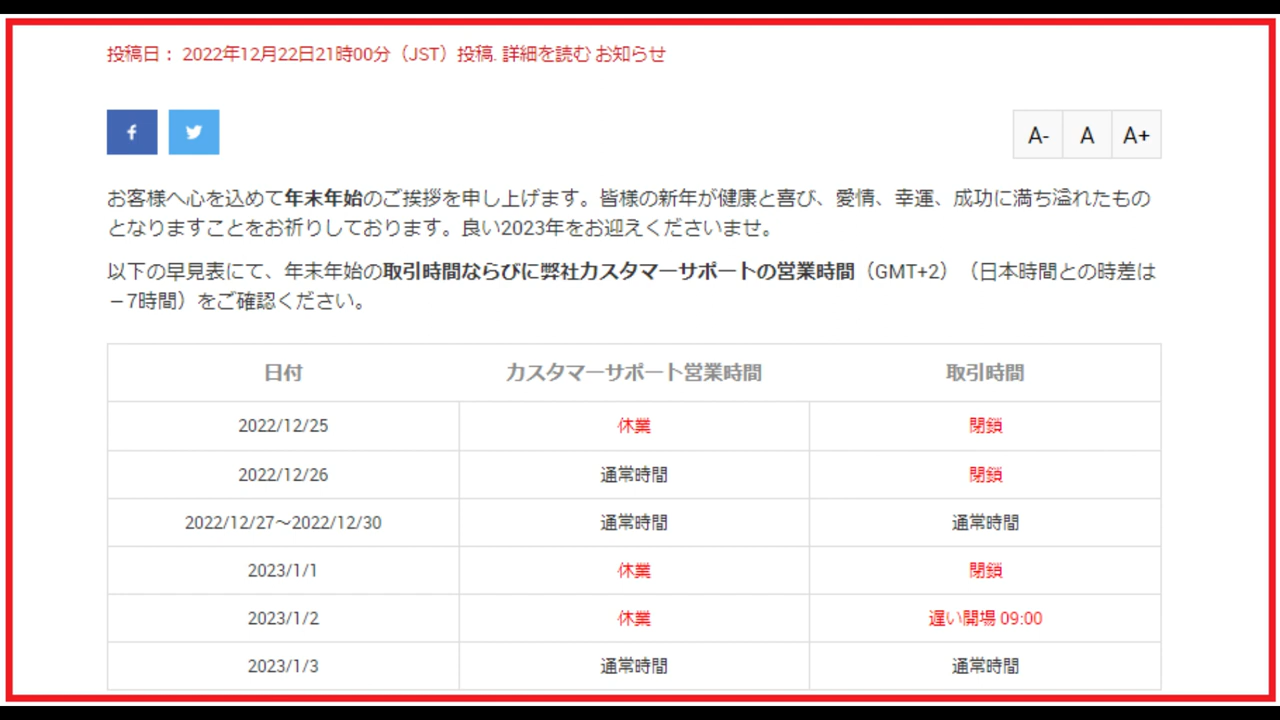 投稿日： 2022年12月22日21時00分（JST）投稿. 詳細を読む お知らせ
f
A- A A+
お客様へ心を込めて年末年始のご挨拶を申し上げます。皆様の新年が健康と喜び、愛情、幸運、成功に満ち溢れたもの
となりますことをお祈りしております。良い2023年をお迎えくださいませ。
以下の早見表にて、年末年始の取引時間ならびに弊社カスタマーサポートの営業時間（GMT+2）（日本時間との時差は
－7時間）をご確認ください。
日付 カスタマーサポート営業時間 取引時間
2022/12/25 休業 閉鎖
2022/12/26 通常時間 閉鎖
2022/12/27～2022/12/30 通常時間 通常時間
2023/1/1 休業 閉鎖
2023/1/2 休業 遅い開場 09:00
2023/1/3 通常時間 通常時間